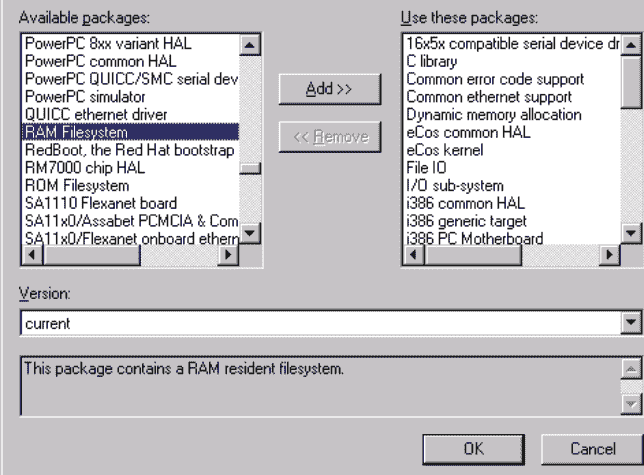 Available packages:
Use these packages:
PowerPC 8xx variant HAL
PowerPC common HAL
PowerPC QUICC/SMC serial dev
PowerPC simulator
QUICC ethernet driver
RAM Filesystem
RedBoot, the Red Hat bootstrap
RM7000 chip HAL
ROM Filesystem
SA1110 Flexanet board
SA11x0/Assabet PCMCIA & Com
SA11x0/Flexanet onboard ethern
Add >>
<< Remove
16x5x compatible serial device dr
C library
Common error code support
Common ethernet support
Dynamic memory allocation
eCos common HAL
eCos kernel
File IO
I/O sub-system
i386 common HAL
i386 generic target
i386 PC Motherboard
Version:
current
This package contains a RAM resident filesystem.
OK
Cancel